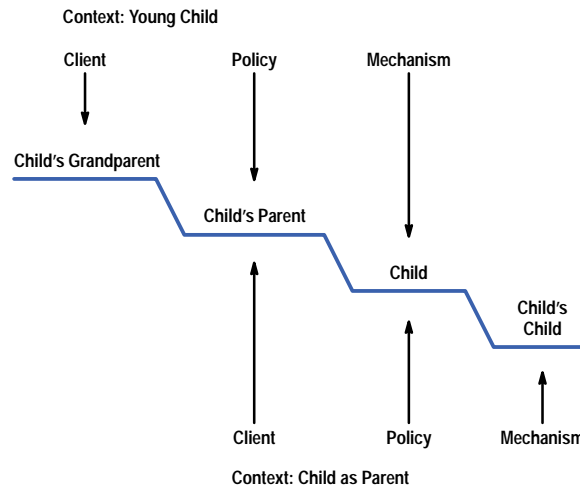 Context: Young Child
Client Policy Mechanism
Child's Grandparent
Child's Parent
Child
Child's
Child
Client Policy Mechanism
Context: Child as Parent